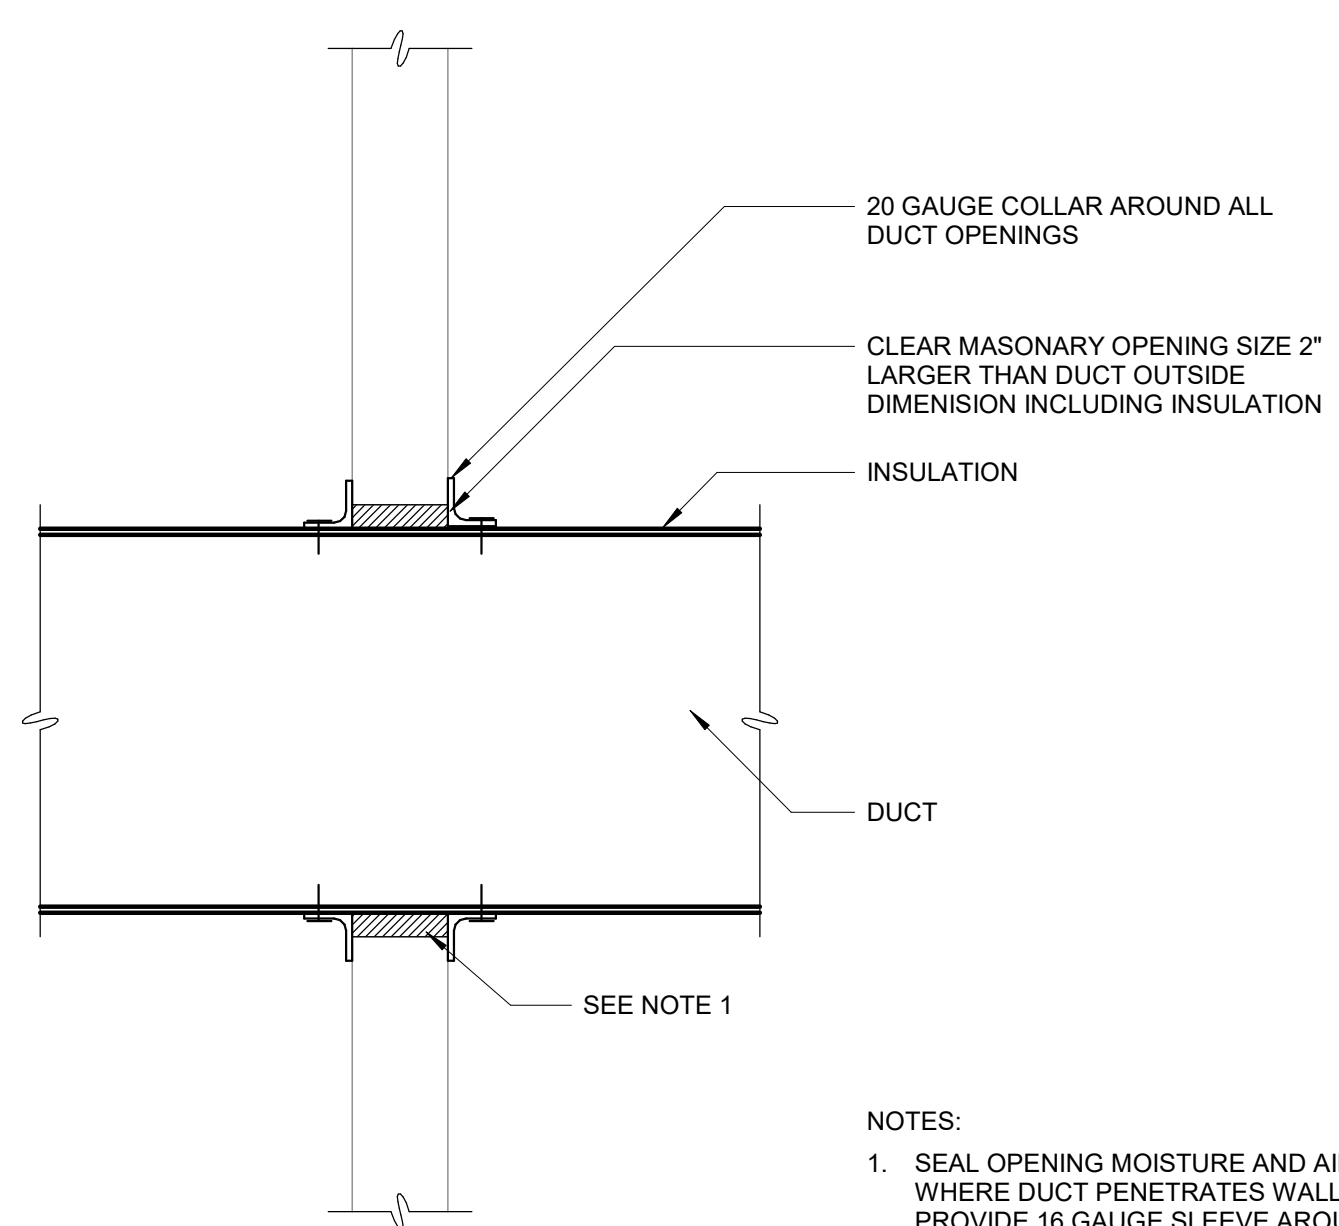 20 GAUGE COLLAR AROUND ALL
DUCT OPENINGS
CLEAR MASONARY OPENING SIZE 2"
LARGER THAN DUCT OUTSIDE
DIMENISION INCLUDING INSULATION
INSULATION
DUCT
SEE NOTE 1
NOTES:
1. SEAL OPENING MOISTURE AND
WHERE DUCT PENETRATES WALL
PROVIDE 16 GAUGE SLEEVE